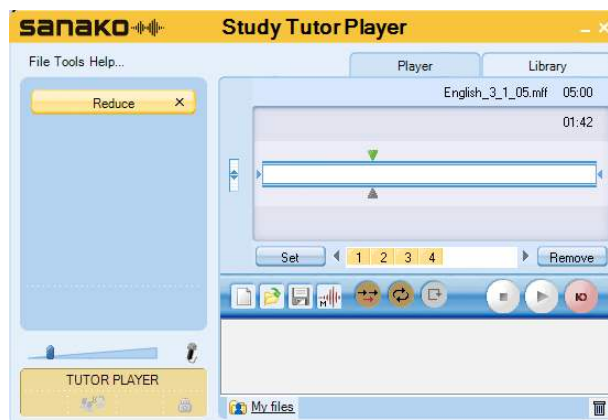 sanako Study Tutor Player
File Tools Help...
Player Library
Reduce ×
English_3_1_05.mff 05:00
01:42
Set 1 2 3 4 Remove
M
TUTOR PLAYER
My files